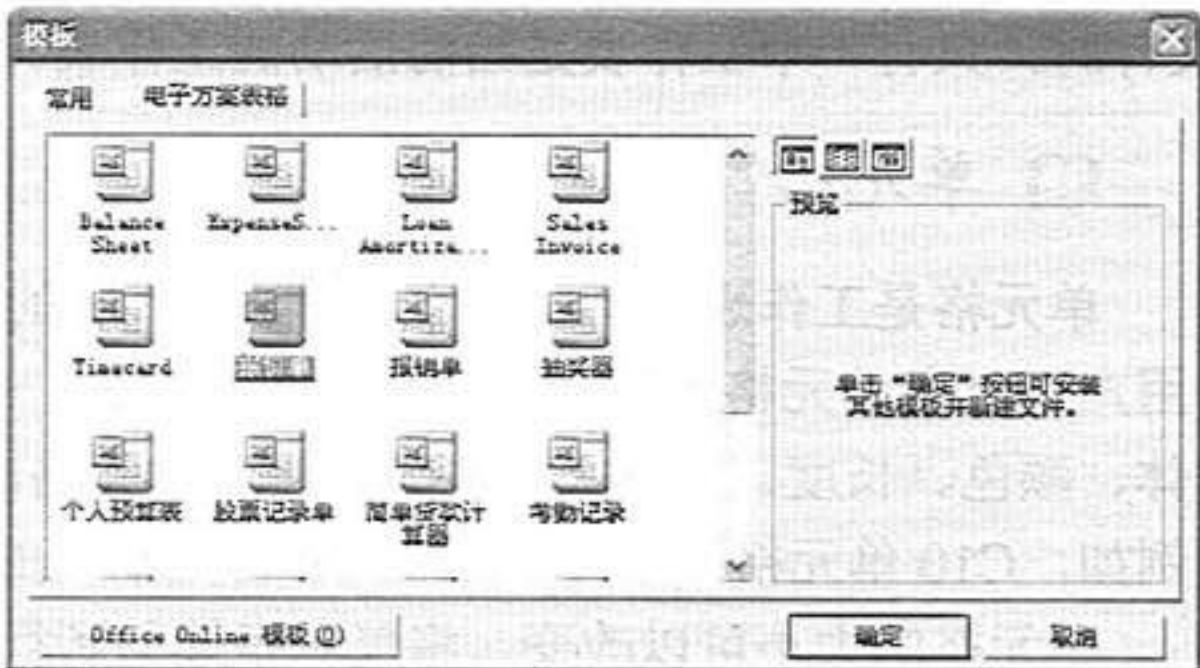 模板
常用 电子方案表格
Balance Sheet
ExpenseS...
Loan Amortiza...
Sales Invoice
Timecard
报销单
抽奖器
个人预算表
股票记录单
简单贷款计算器
考勤记录
预览
单击“确定”按钮可安装
其他模板并新建文件。
Office Online 模板(O)
确定
取消